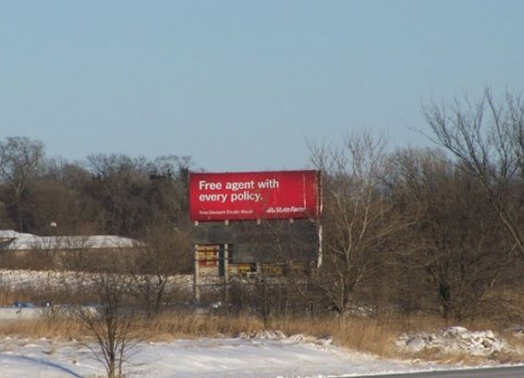 Free agent with
every policy.
StateFarm